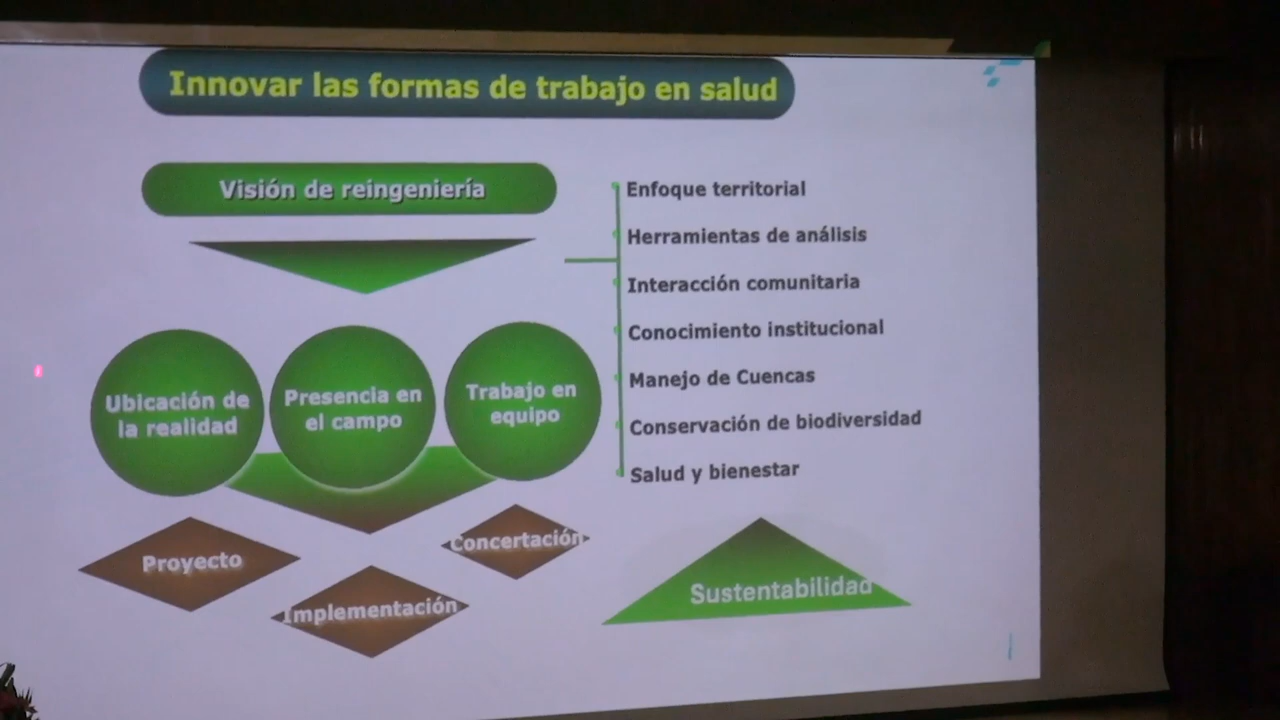 Innovar las formas de trabajo en salud
Visión de reingeniería
Enfoque territorial
Herramientas de análisis
Interacción comunitaria
Conocimiento institucional
Manejo de Cuencas
Conservación de biodiversidad
Salud y bienestar
Ubicación de
la realidad
Presencia en
el campo
Trabajo en
equipo
Proyecto
Implementación
Concertación
Sustentabilidad